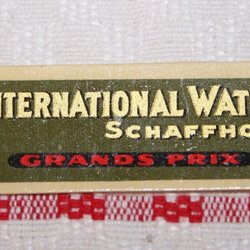 INTERNATIONAL WAT
SCHAFFHO
GRANDS PRIX